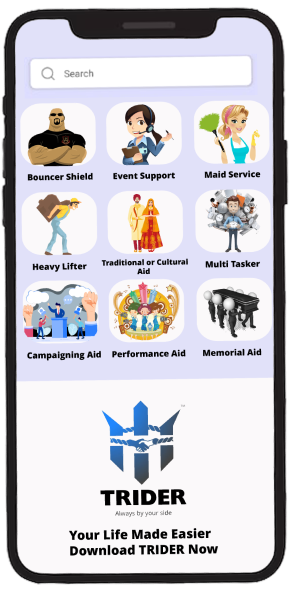 Search
Bouncer Shield
Event Support
Maid Service
Heavy Lifter
Traditional or Cultural
Aid
Multi Tasker
Campaigning Aid
Performance Aid
Memorial Aid
TM
TRIDER
Always by your side
Your Life Made Easier
Download TRIDER Now